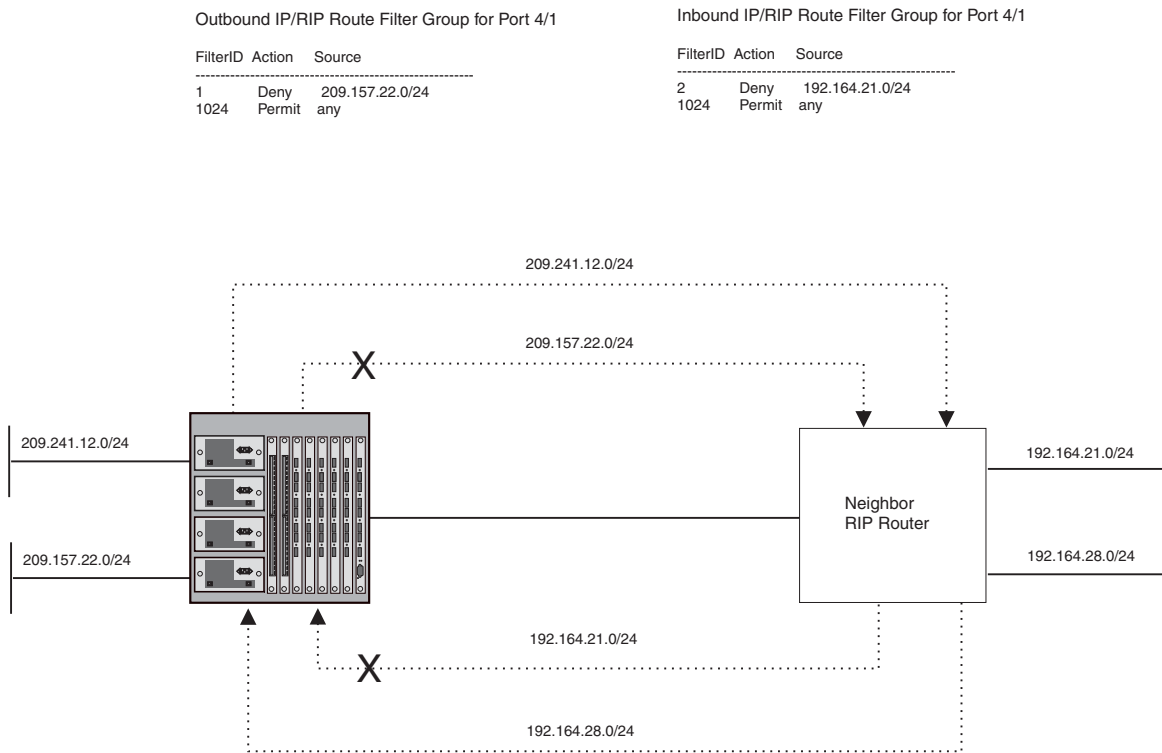 Outbound IP/RIP Route Filter Group for Port 4/1
FilterID Action Source
-------------------------------------------------------
1 Deny 209.157.22.0/24
1024 Permit any
Inbound IP/RIP Route Filter Group for Port 4/1
FilterID Action Source
-------------------------------------------------------
2 Deny 192.164.21.0/24
1024 Permit any
209.241.12.0/24
209.157.22.0/24
X
209.241.12.0/24
209.157.22.0/24
Neighbor
RIP Router
192.164.21.0/24
192.164.28.0/24
192.164.21.0/24
X
192.164.28.0/24